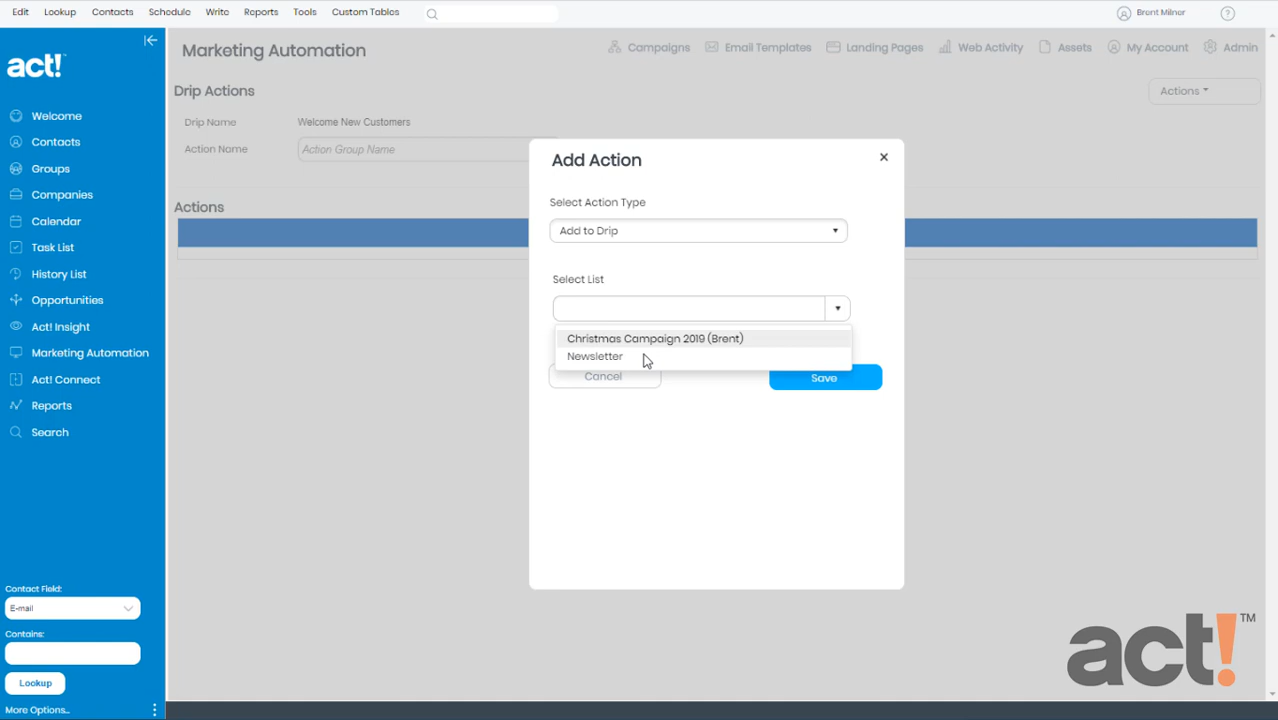 Edit Lookup Contacts Schedule Write Reports Tools Custom Tables
Brent Milner ?
act!™
Welcome
Contacts
Groups
Companies
Calendar
Task List
History List
Opportunities
Act! Insight
Marketing Automation
Act! Connect
Reports
Search
Contact Field:
E-mail
Contains:
Lookup
More Options...
Marketing Automation
Campaigns Email Templates Landing Pages Web Activity Assets My Account Admin
Drip Actions
Actions
Drip Name Welcome New Customers
Action Name Action Group Name
Actions
Add Action
Select Action Type
Add to Drip
Select List
Christmas Campaign 2019 (Brent)
Newsletter
Cancel Save
act!™